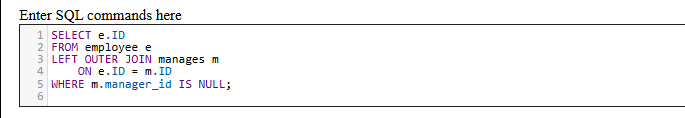 Enter SQL commands here
1 SELECT e.ID
2 FROM employee e
3 LEFT OUTER JOIN manages m
4     ON e.ID = m.ID
5 WHERE m.manager_id IS NULL;
6